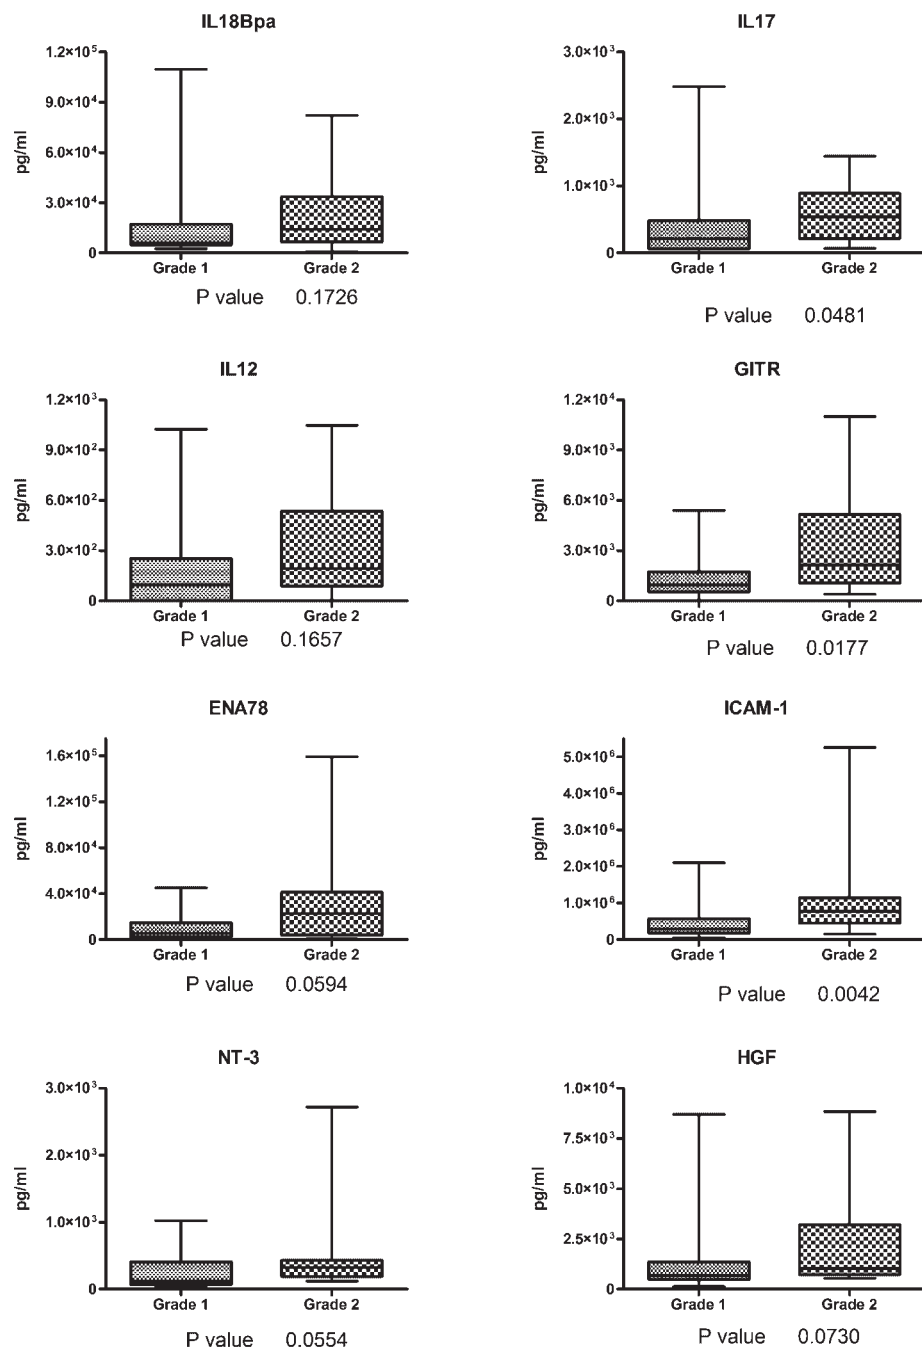 IL18Bpa
1.2×10⁵
9.0×10⁴
6.0×10⁴
3.0×10⁴
0
pg/ml
Grade 1 Grade 2
P value 0.1726
IL17
3.0×10³
2.0×10³
1.0×10³
0
pg/ml
Grade 1 Grade 2
P value 0.0481
IL12
1.2×10³
9.0×10²
6.0×10²
3.0×10²
0
pg/ml
Grade 1 Grade 2
P value 0.1657
GITR
1.2×10⁴
9.0×10³
6.0×10³
3.0×10³
0
pg/ml
Grade 1 Grade 2
P value 0.0177
ENA78
1.6×10⁵
1.2×10⁵
8.0×10⁴
4.0×10⁴
0
pg/ml
Grade 1 Grade 2
P value 0.0594
ICAM-1
5.0×10⁶
4.0×10⁶
3.0×10⁶
2.0×10⁶
1.0×10⁶
0
pg/ml
Grade 1 Grade 2
P value 0.0042
NT-3
3.0×10³
2.0×10³
1.0×10³
0
pg/ml
Grade 1 Grade 2
P value 0.0554
HGF
1.0×10⁴
7.5×10³
5.0×10³
2.5×10³
0
pg/ml
Grade 1 Grade 2
P value 0.0730